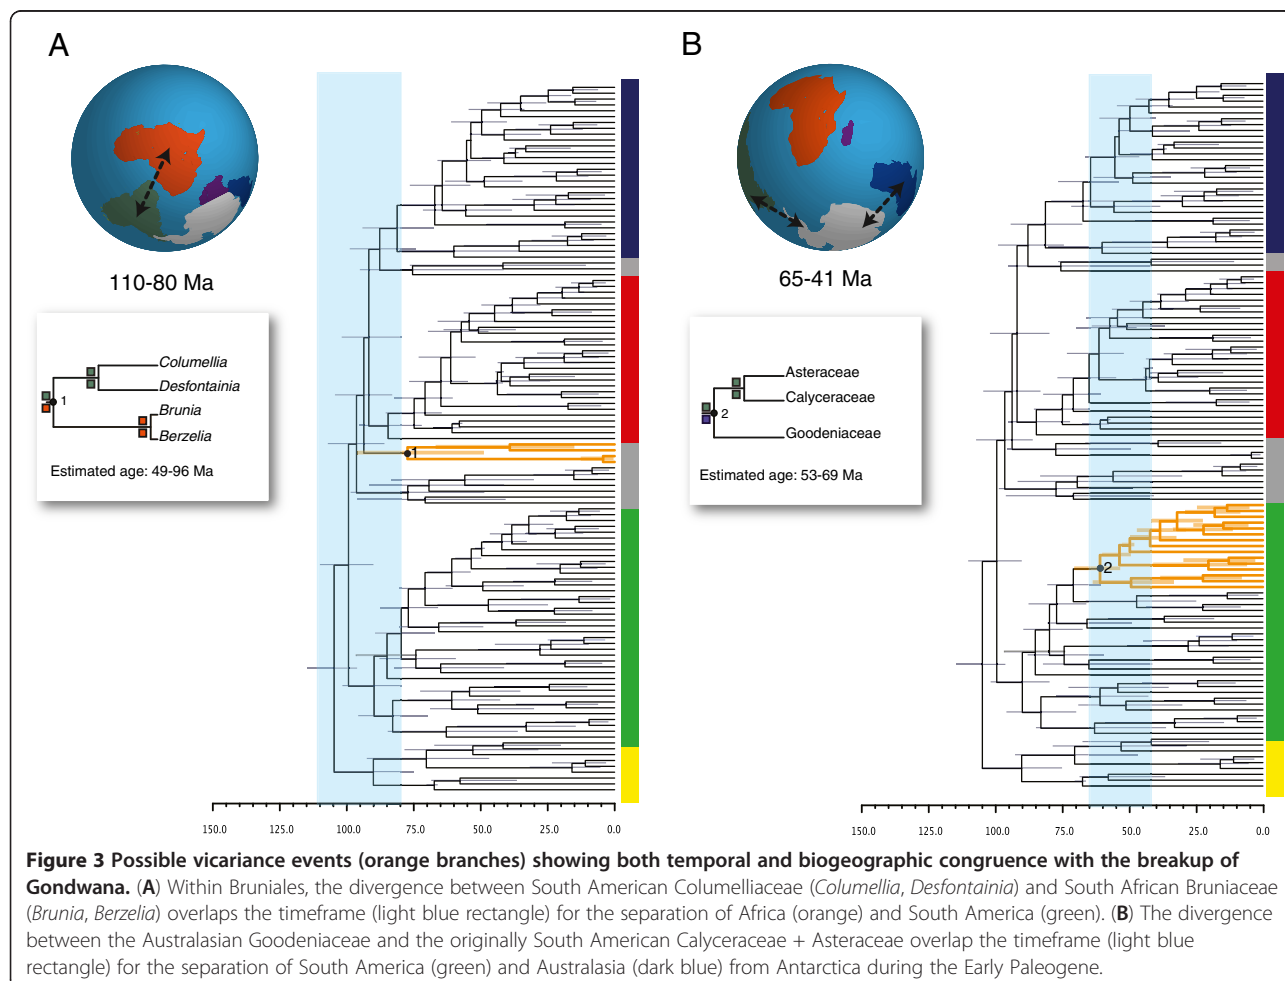 A
110-80 Ma
Columellia
Desfontainia
1
Brunia
Berzelia
Estimated age: 49-96 Ma
1
150.0 125.0 100.0 75.0 50.0 25.0 0.0
B
65-41 Ma
Asteraceae
Calyceraceae
2
Goodeniaceae
Estimated age: 53-69 Ma
2
150.0 125.0 100.0 75.0 50.0 25.0 0.0
Figure 3 Possible vicariance events (orange branches) showing both temporal and biogeographic congruence with the breakup of
Gondwana. (A) Within Bruniales, the divergence between South American Columelliaceae (Columellia, Desfontainia) and South African Bruniaceae
(Brunia, Berzelia) overlaps the timeframe (light blue rectangle) for the separation of Africa (orange) and South America (green). (B) The divergence
between the Australasian Goodeniaceae and the originally South American Calyceraceae + Asteraceae overlap the timeframe (light blue
rectangle) for the separation of South America (green) and Australasia (dark blue) from Antarctica during the Early Paleogene.